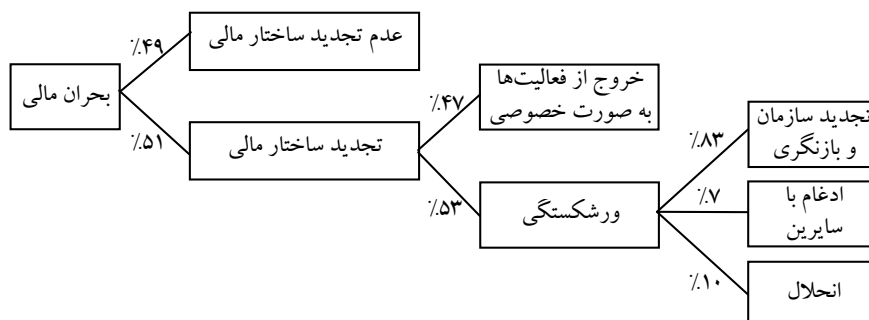 بحران مالی
٪۴۹
عدم تجدید ساختار مالی
٪۵۱
تجدید ساختار مالی
٪۴۷
خروج از فعالیت‌ها
به صورت خصوصی
٪۵۳
ورشکستگی
٪۸۳
تجدید سازمان
و بازنگری
٪۷
ادغام با
سایرین
٪۱۰
انحلال